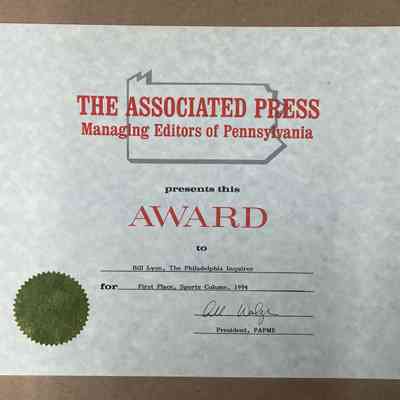 THE ASSOCIATED PRESS
Managing Editors of Pennsylvania
presents this
AWARD
to
Bill Lyon, The Philadelphia Inquirer
for First Place, Sports Column, 1994
President, PAPME